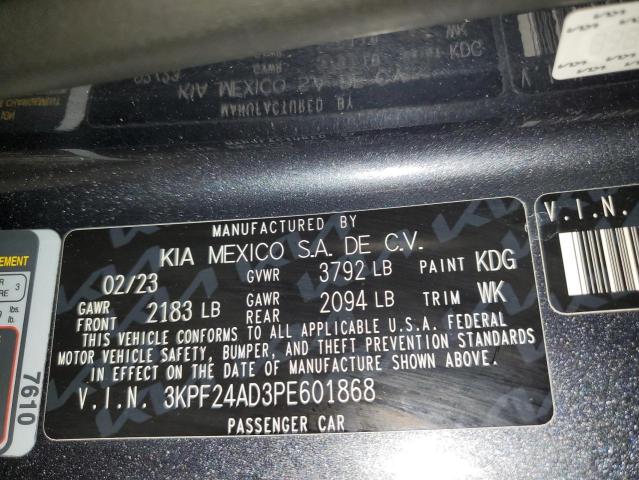 MANUFACTURED BY
KIA MEXICO S.A. DE C.V.
02/23 GVWR 3792 LB PAINT KDG
GAWR FRONT 2183 LB GAWR REAR 2094 LB TRIM WK
THIS VEHICLE CONFORMS TO ALL APPLICABLE U.S.A. FEDERAL
MOTOR VEHICLE SAFETY, BUMPER, AND THEFT PREVENTION STANDARDS
IN EFFECT ON THE DATE OF MANUFACTURE SHOWN ABOVE.
V.I.N. 3KPF24AD3PE601868
PASSENGER CAR
V.I.N.
7610